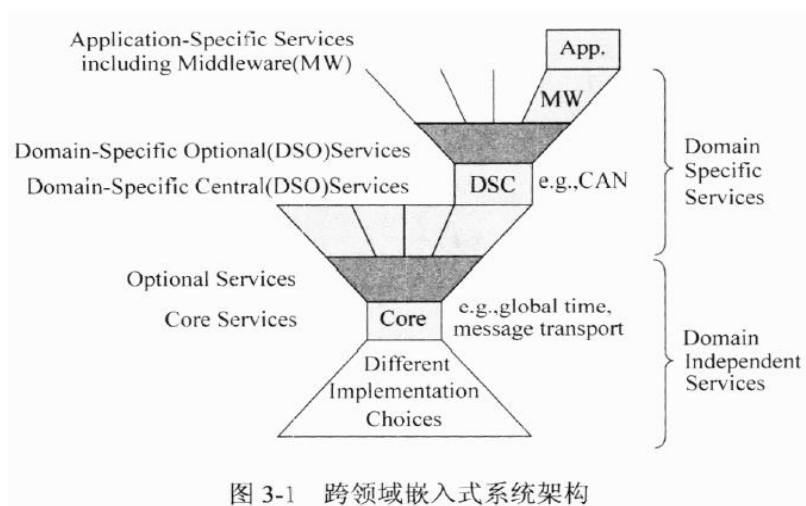 Application-Specific Services
including Middleware(MW)
App.
MW
Domain-Specific Optional(DSO)Services
Domain-Specific Central(DSO)Services
DSC
e.g.,CAN
Domain
Specific
Services
Optional Services
Core Services
Core
e.g.,global time,
message transport
Different
Implementation
Choices
Domain
Independent
Services
图 3-1 跨领域嵌入式系统架构